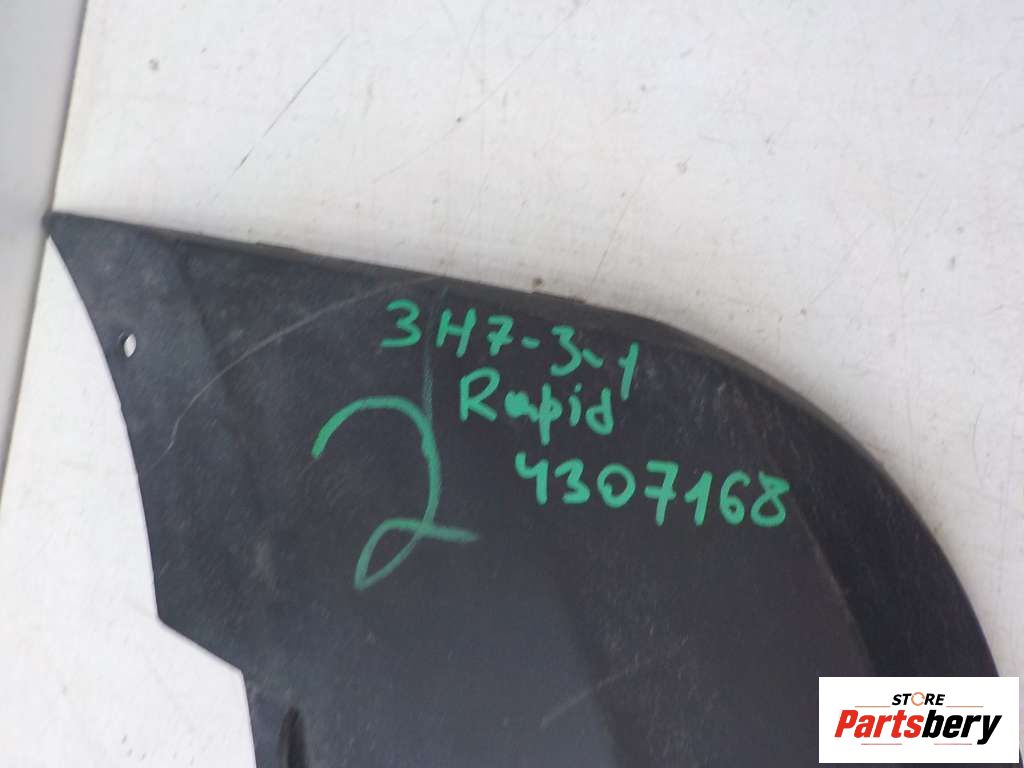 3H7-3-1
Rapid
2
4307168
STORE
Partsbery